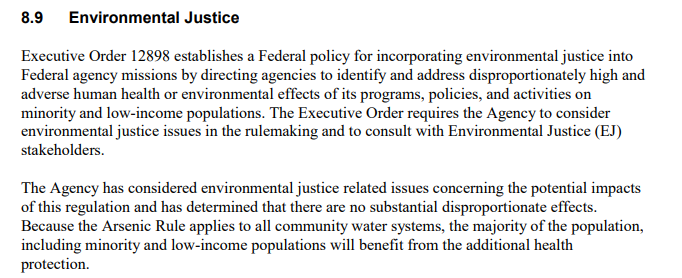 8.9 Environmental Justice
Executive Order 12898 establishes a Federal policy for incorporating environmental justice into
Federal agency missions by directing agencies to identify and address disproportionately high and
adverse human health or environmental effects of its programs, policies, and activities on
minority and low-income populations. The Executive Order requires the Agency to consider
environmental justice issues in the rulemaking and to consult with Environmental Justice (EJ)
stakeholders.
The Agency has considered environmental justice related issues concerning the potential impacts
of this regulation and has determined that there are no substantial disproportionate effects.
Because the Arsenic Rule applies to all community water systems, the majority of the population,
including minority and low-income populations will benefit from the additional health
protection.